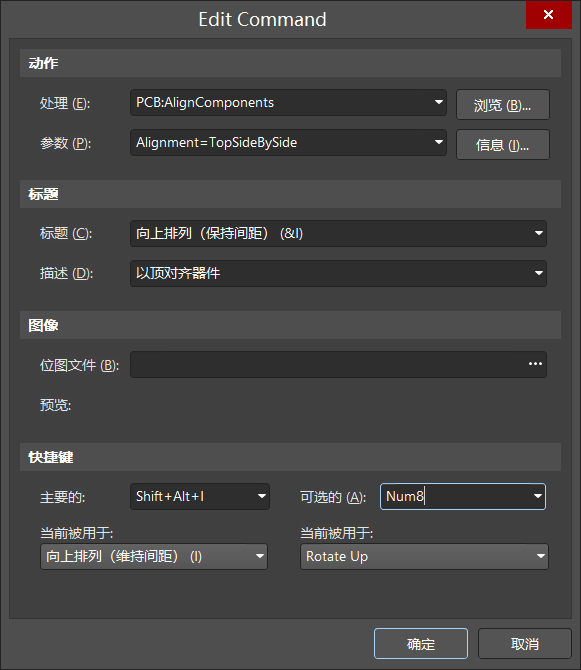 Edit Command
动作
处理 (E): PCB:AlignComponents 浏览 (B)...
参数 (P): Alignment=TopSideBySide 信息 (I)...
标题
标题 (C): 向上排列（保持间距） (&I)
描述 (D): 以顶对齐器件
图像
位图文件 (B): ...
预览:
快捷键
主要的: Shift+Alt+I 可选的 (A): Num8
当前被用于: 当前被用于:
向上排列（维持间距） (I) Rotate Up
确定 取消